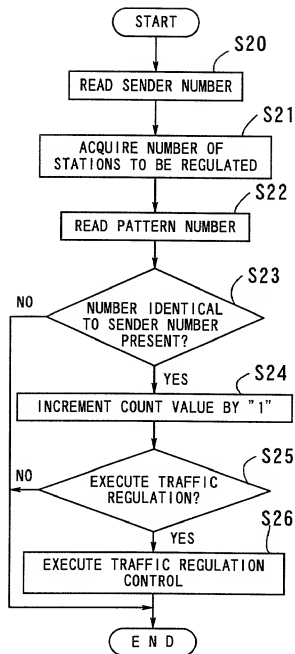 START
S20
READ SENDER NUMBER
S21
ACQUIRE NUMBER OF
STATIONS TO BE REGULATED
S22
READ PATTERN NUMBER
S23
NO
NUMBER IDENTICAL
TO SENDER NUMBER
PRESENT?
YES
S24
INCREMENT COUNT VALUE BY "1"
S25
NO
EXECUTE TRAFFIC
REGULATION?
YES
S26
EXECUTE TRAFFIC REGULATION
CONTROL
END